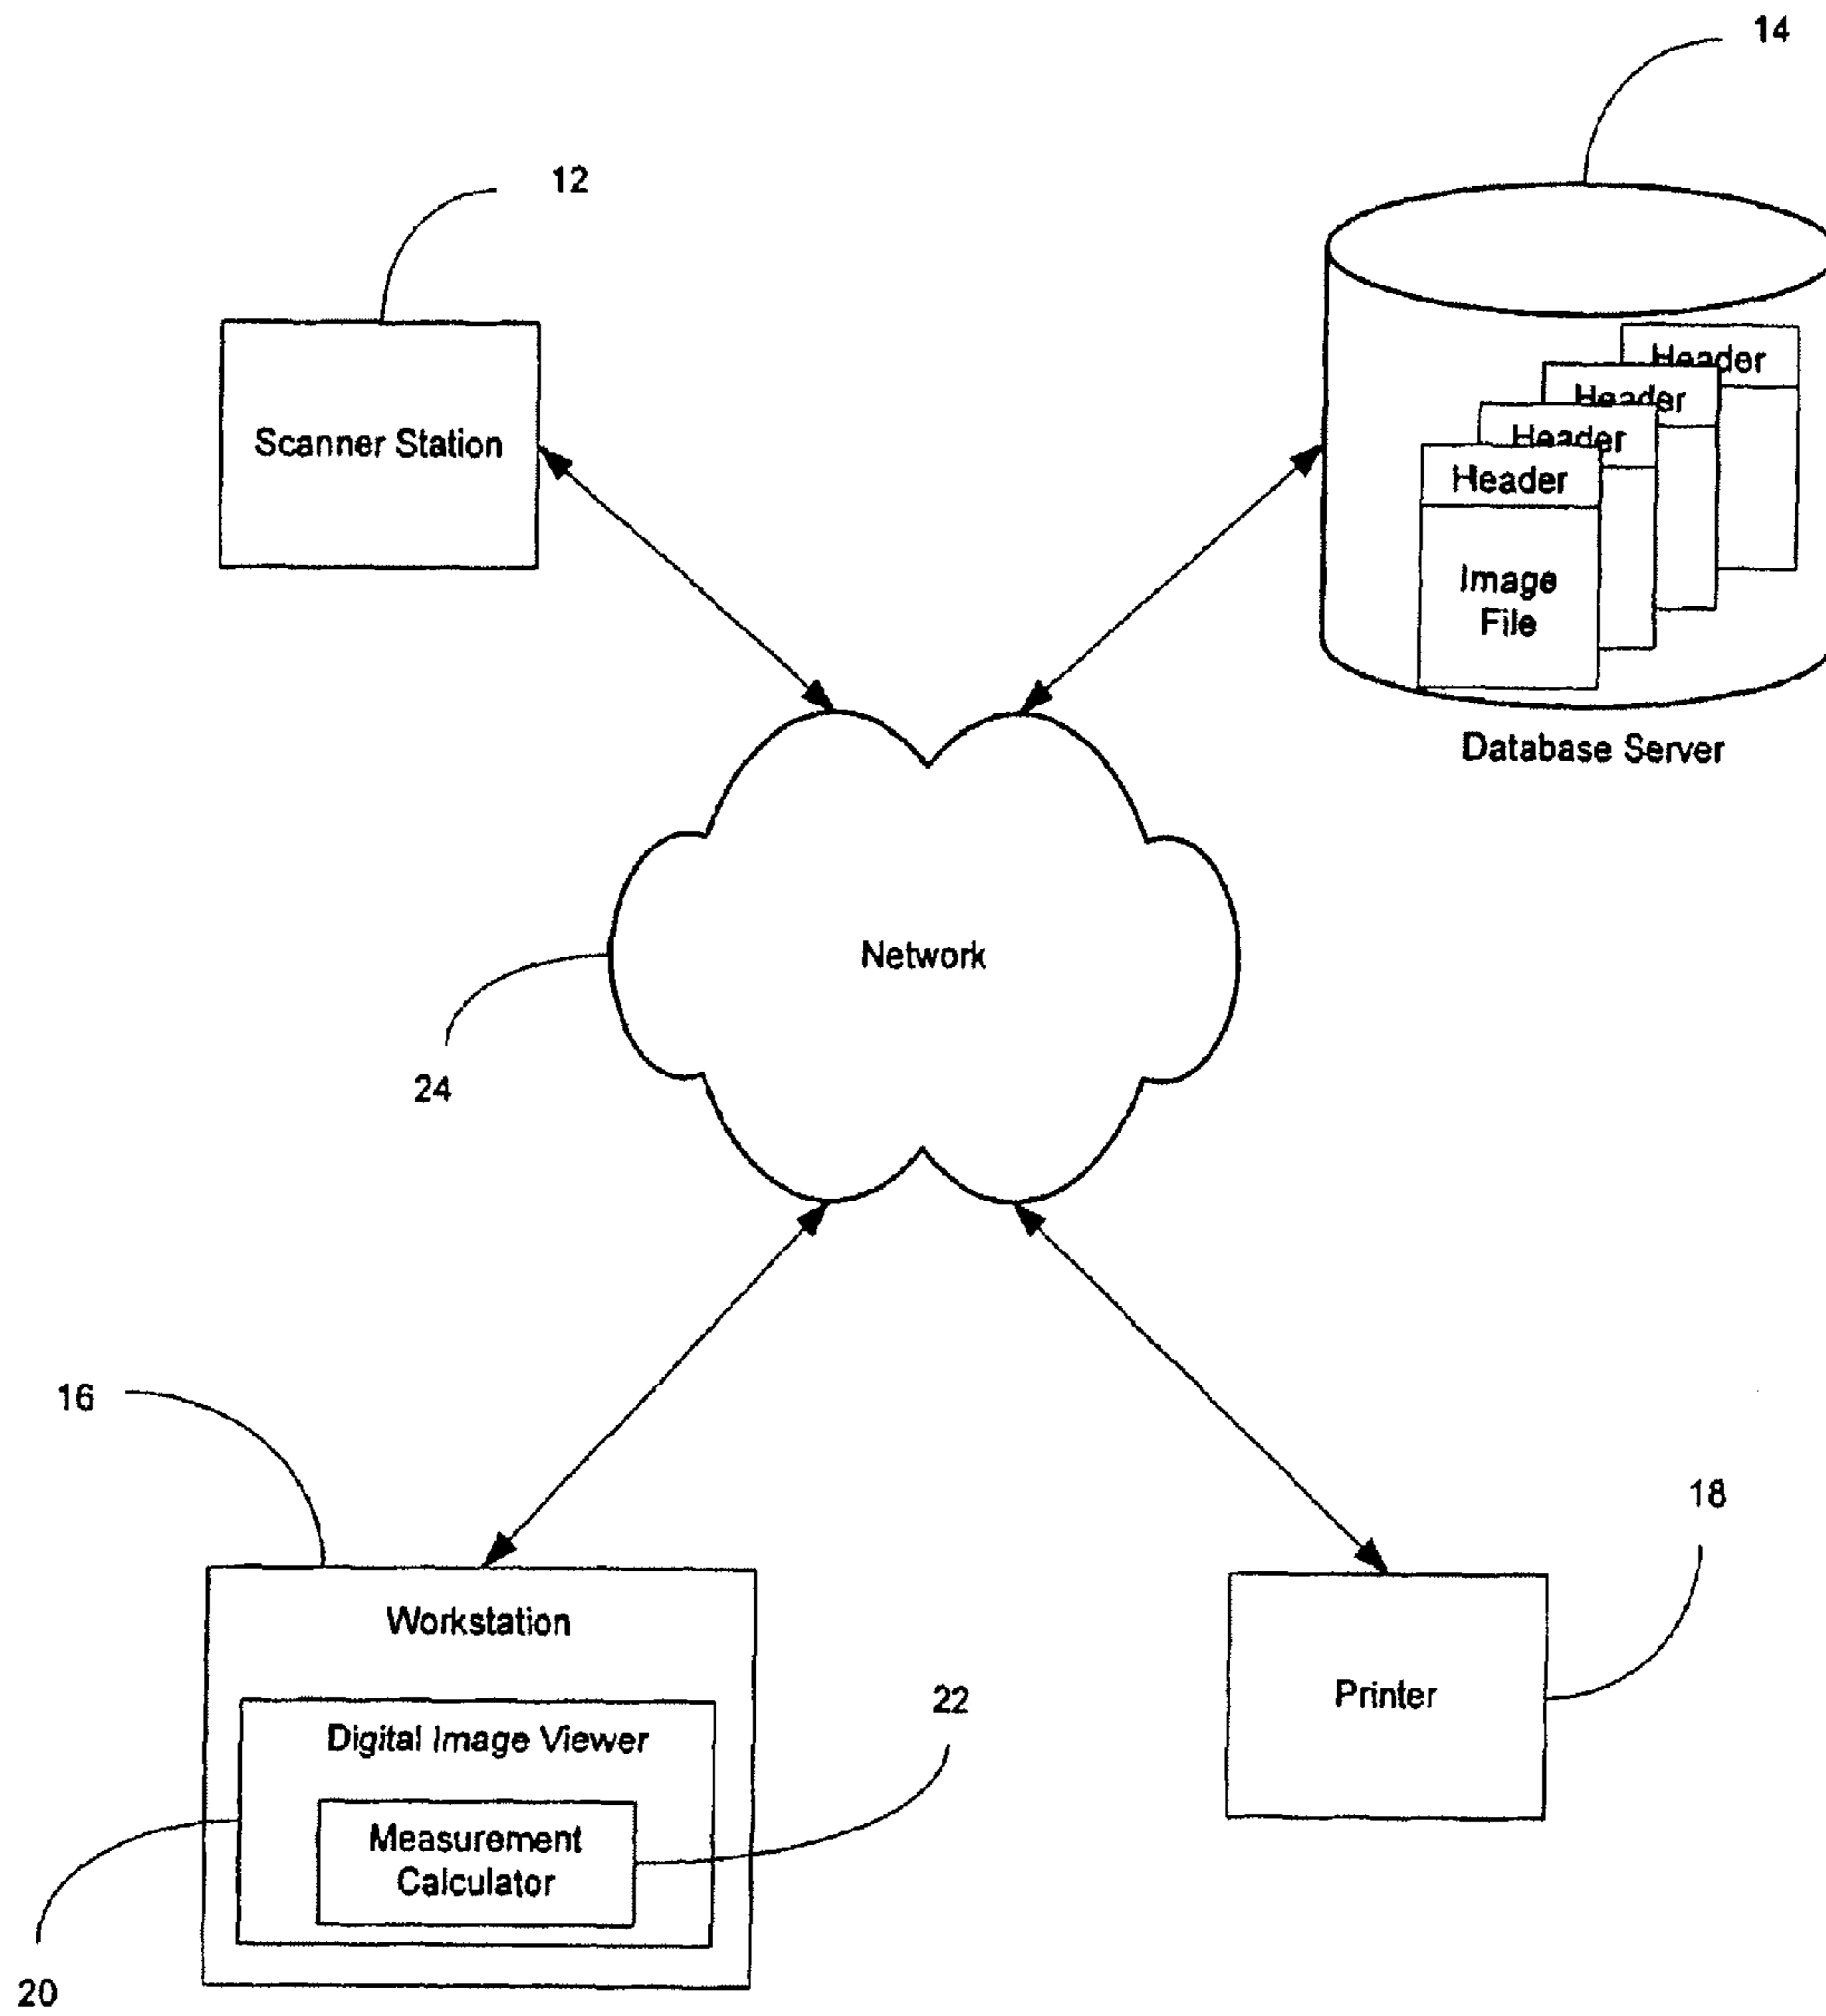 14
12
Header
Header
Header
Header
Scanner Station
Image
File
Database Server
Network
24
16
18
Workstation
Printer
22
Digital Image Viewer
Measurement
Calculator
20